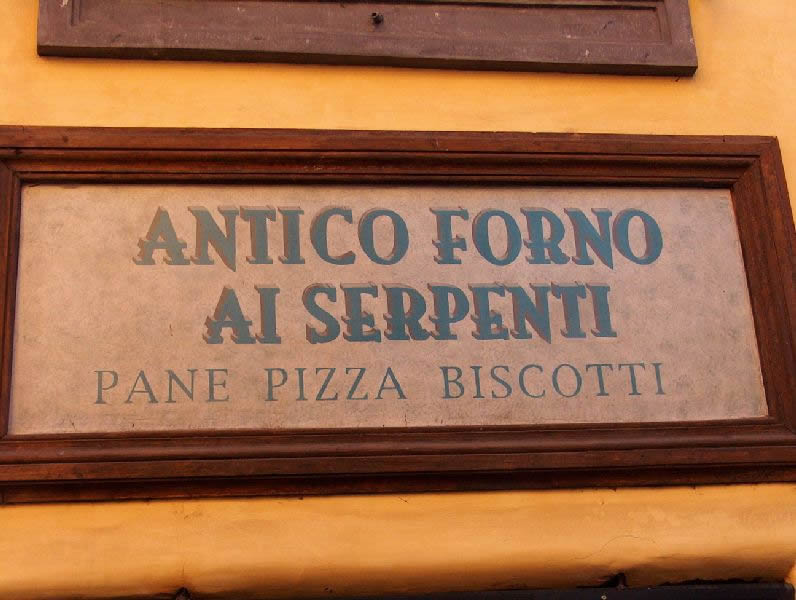 ANTICO FORNO
AI SERPENTI
PANE PIZZA BISCOTTI